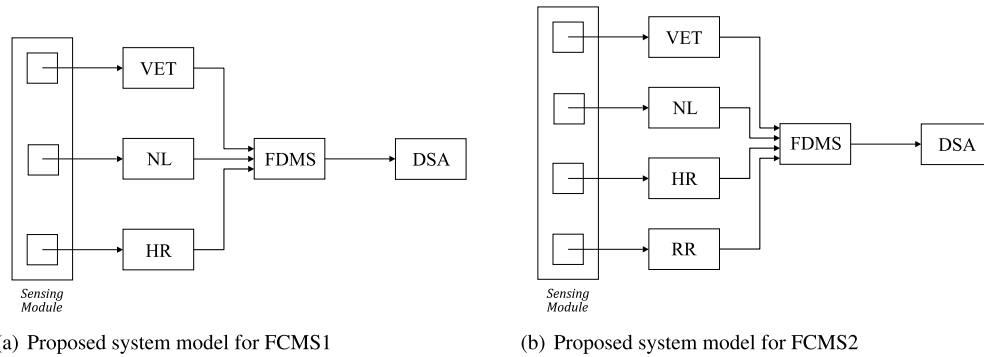 VET
NL
HR
FDMS
DSA
Sensing
Module
a) Proposed system model for FCMS1
VET
NL
HR
RR
FDMS
DSA
Sensing
Module
(b) Proposed system model for FCMS2